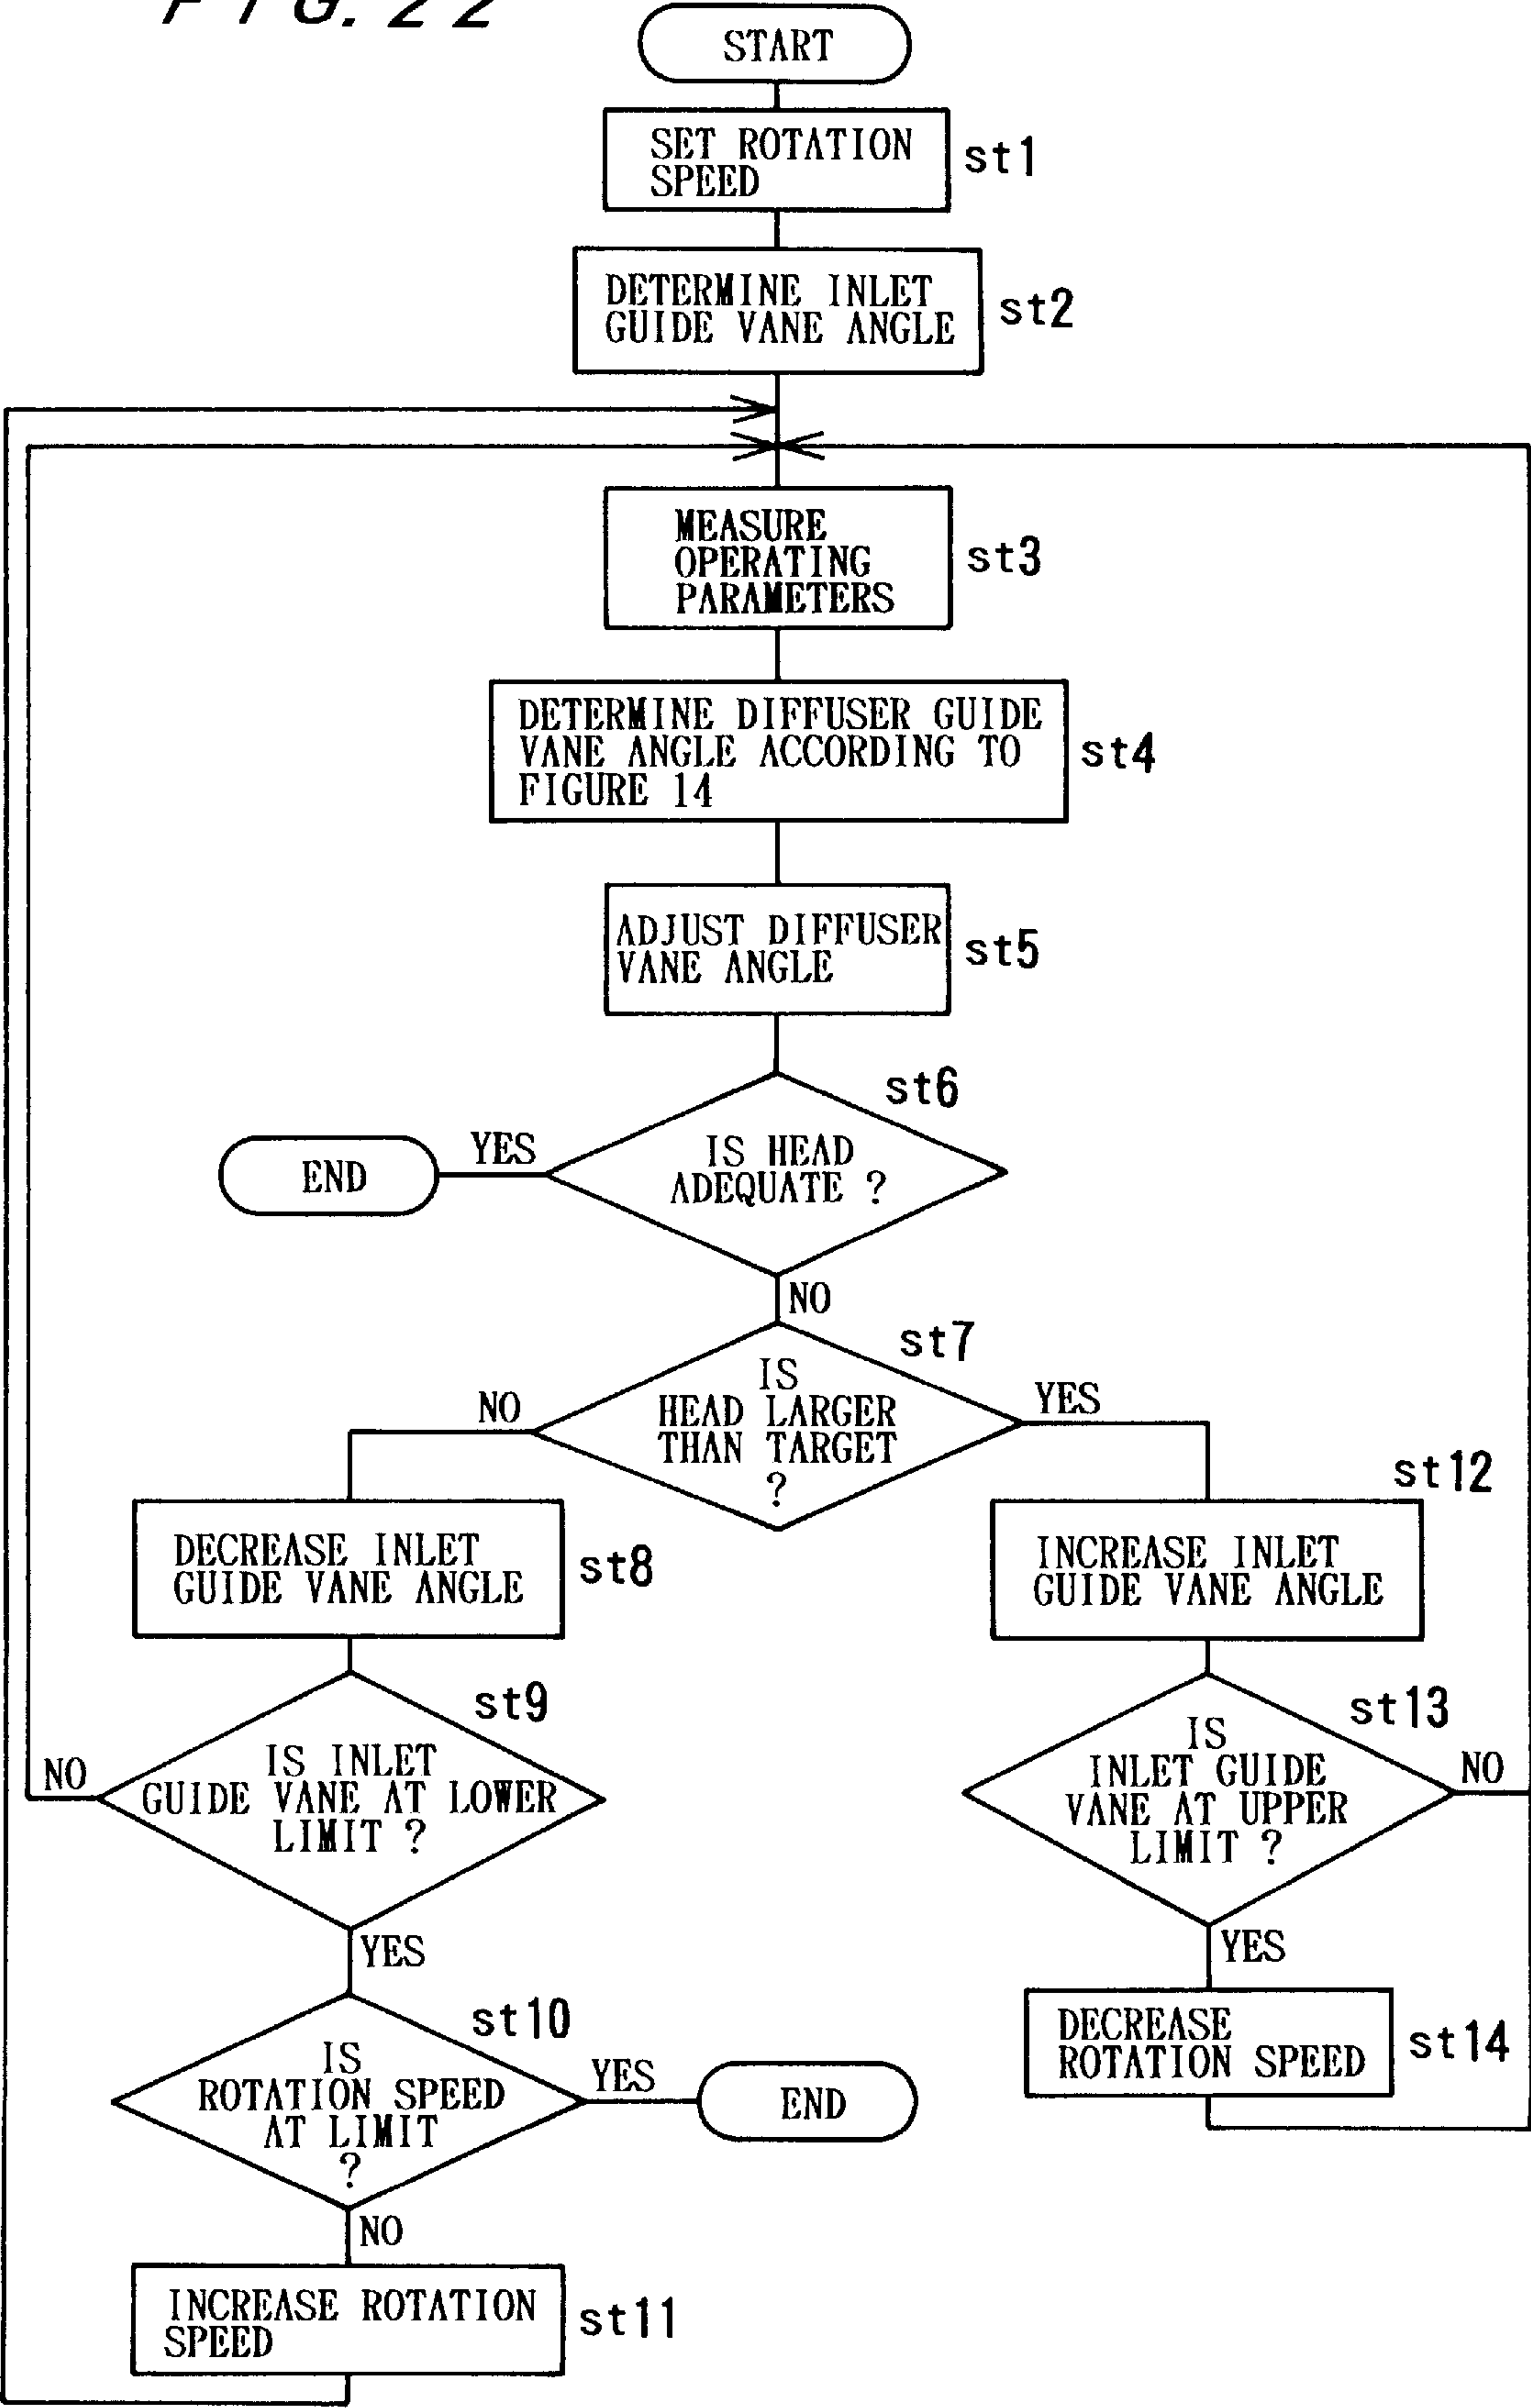 FIG. 22
START
SET ROTATION
SPEED
st1
DETERMINE INLET
GUIDE VANE ANGLE
st2
MEASURE
OPERATING
PARAMETERS
st3
DETERMINE DIFFUSER GUIDE
VANE ANGLE ACCORDING TO
FIGURE 14
st4
ADJUST DIFFUSER
VANE ANGLE
st5
st6
IS HEAD
ADEQUATE ?
YES
END
NO
st7
IS
HEAD LARGER
THAN TARGET
?
NO
YES
DECREASE INLET
GUIDE VANE ANGLE
st8
st12
INCREASE INLET
GUIDE VANE ANGLE
st9
IS INLET
GUIDE VANE AT LOWER
LIMIT ?
NO
YES
st13
IS
INLET GUIDE
VANE AT UPPER
LIMIT ?
NO
YES
st10
IS
ROTATION SPEED
AT LIMIT
?
YES
END
NO
DECREASE
ROTATION SPEED
st14
INCREASE ROTATION
SPEED
st11